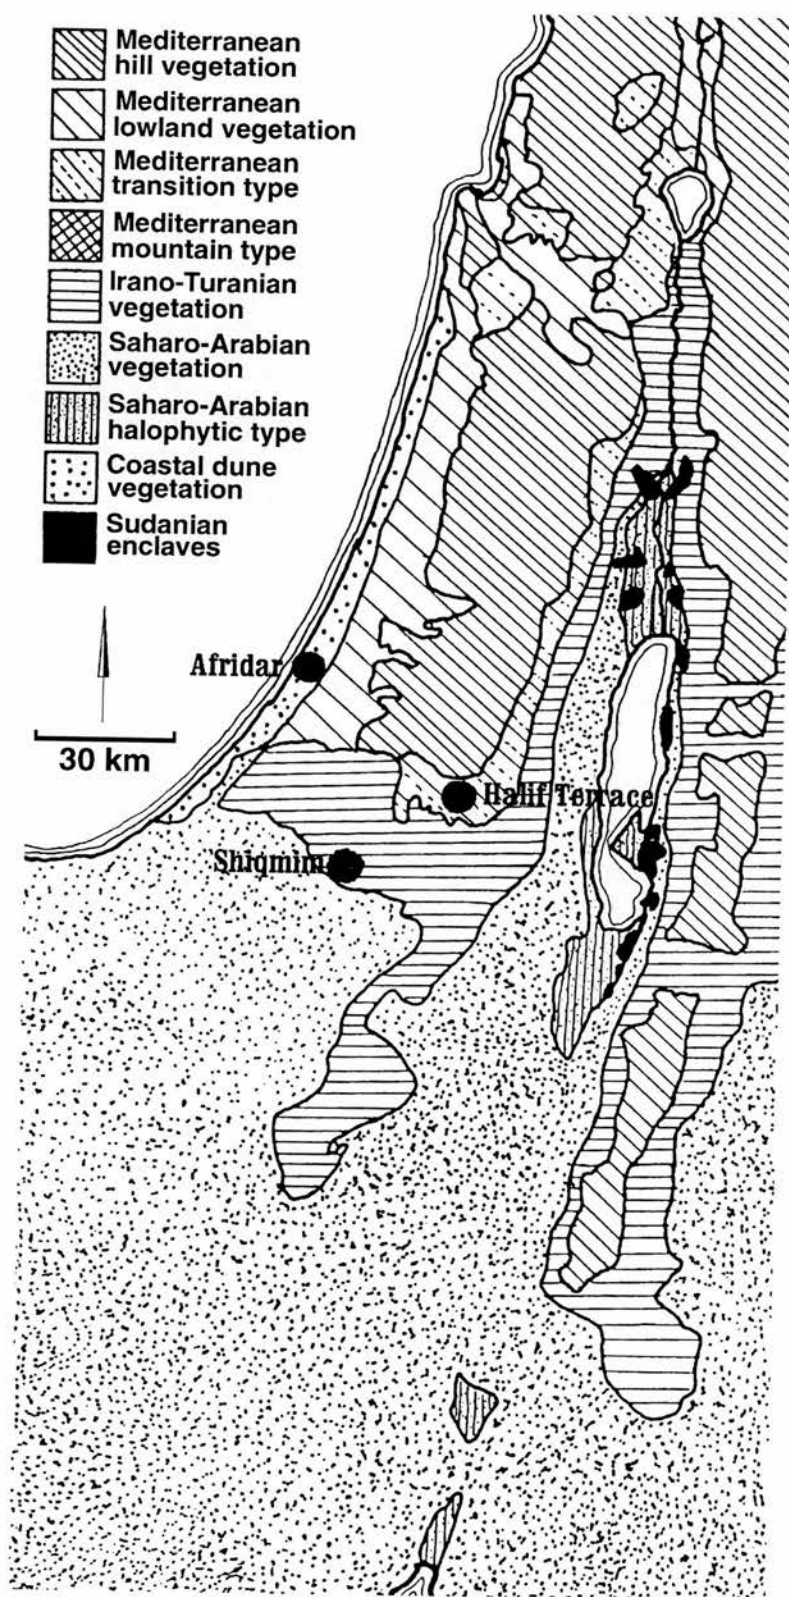 Mediterranean
hill vegetation
Mediterranean
lowland vegetation
Mediterranean
transition type
Mediterranean
mountain type
Irano-Turanian
vegetation
Saharo-Arabian
vegetation
Saharo-Arabian
halophytic type
Coastal dune
vegetation
Sudanian
enclaves
Afridar
30 km
Halif Terrace
Shiqmim